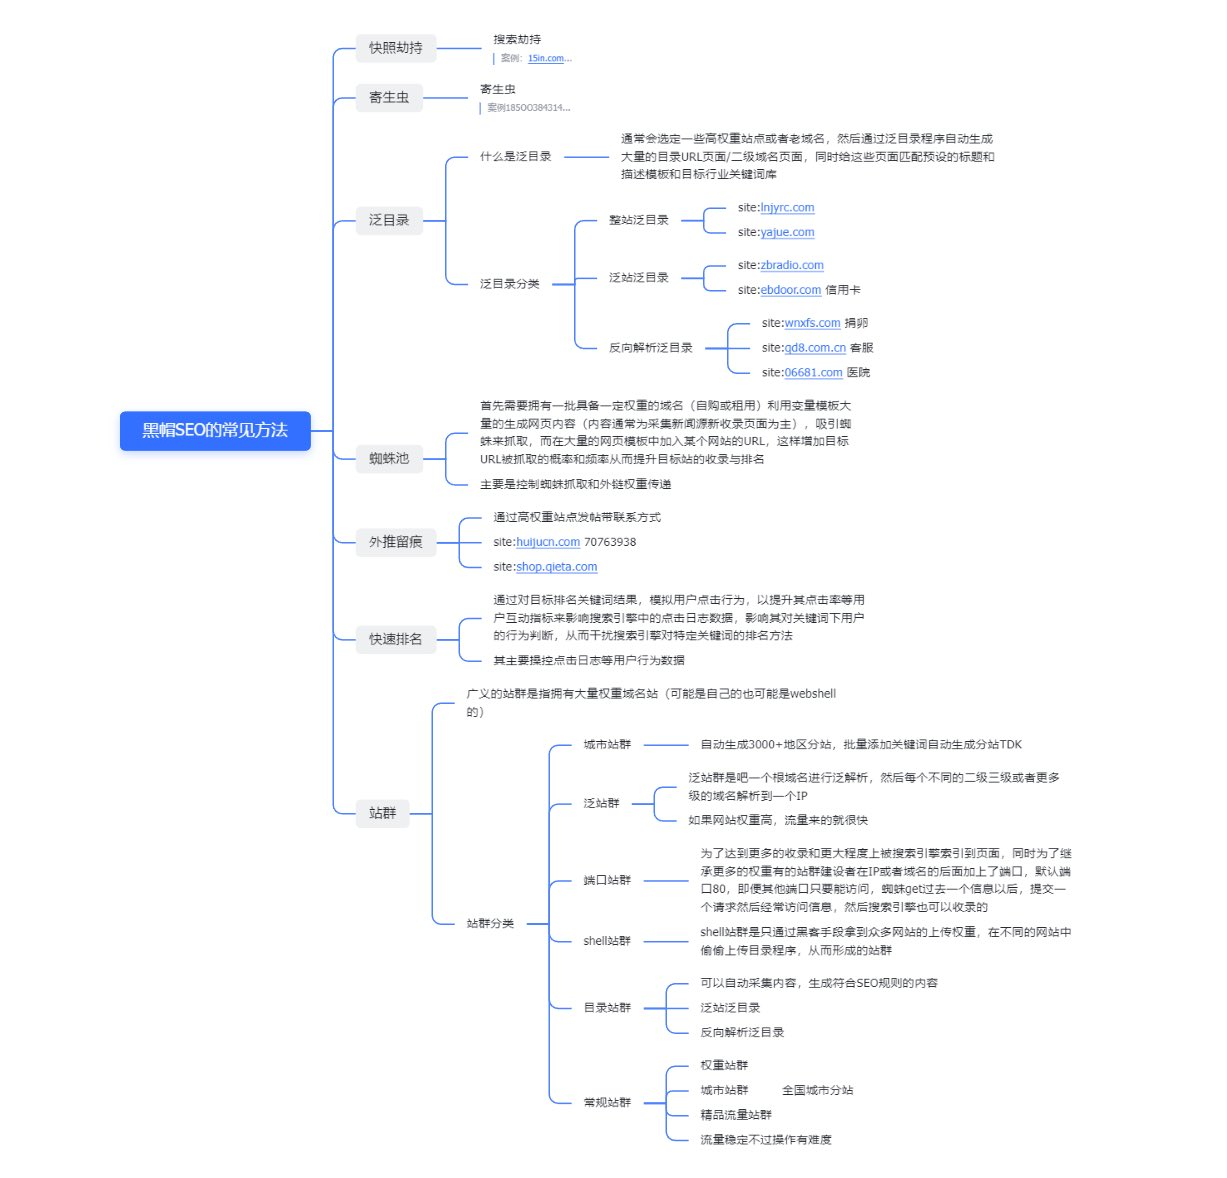 黑帽SEO的常见方法
快照劫持
搜索劫持
案例：15in.com...
寄生虫
寄生虫
案例18500384314...
泛目录
什么是泛目录
通常会选定一些高权重站点或者老域名，然后通过泛目录程序自动生成
大量的目录URL页面/二级域名页面，同时给这些页面匹配预设的标题和
描述模板和目标行业关键词库
泛目录分类
整站泛目录
site:lnjyrc.com
site:yajue.com
泛站泛目录
site:zbradio.com
site:ebdoor.com 信用卡
反向解析泛目录
site:wnxfs.com 捐卵
site:gd8.com.cn 客服
site:06681.com 医院
蜘蛛池
首先需要拥有一批具备一定权重的域名（自购或租用）利用变量模板大
量的生成网页内容（内容通常为采集新闻源新收录页面为主），吸引蜘
蛛来抓取，而在大量的网页模板中加入某个网站的URL，这样增加目标
URL被抓取的概率和频率从而提升目标站的收录与排名
主要是控制蜘蛛抓取和外链权重传递
外推留痕
通过高权重站点发帖带联系方式
site:huijucn.com 70763938
site:shop.qieta.com
快速排名
通过对目标排名关键词结果，模拟用户点击行为，以提升其点击率等用
户互动指标来影响搜索引擎中的点击日志数据，影响其对关键词下用户
的行为判断，从而干扰搜索引擎对特定关键词的排名方法
其主要操控点击日志等用户行为数据
站群
广义的站群是指拥有大量权重域名站（可能是自己的也可能是webshell
的）
站群分类
城市站群
自动生成3000+地区分站，批量添加关键词自动生成分站TDK
泛站群
泛站群是吧一个根域名进行泛解析，然后每个不同的二级三级或者更多
级的域名解析到一个IP
如果网站权重高，流量来的就很快
端口站群
为了达到更多的收录和更大程度上被搜索引擎索引到页面，同时为了继
承更多的权重有的站群建设者在IP或者域名的后面加上了端口，默认端
口80，即便其他端口只要能访问，蜘蛛get过去一个信息以后，提交一
个请求然后经常访问信息，然后搜索引擎也可以收录的
shell站群
shell站群是只通过黑客手段拿到众多网站的上传权重，在不同的网站中
偷偷上传目录程序，从而形成的站群
目录站群
可以自动采集内容，生成符合SEO规则的内容
泛站泛目录
反向解析泛目录
常规站群
权重站群
城市站群 全国城市分站
精品流量站群
流量稳定不过操作有难度